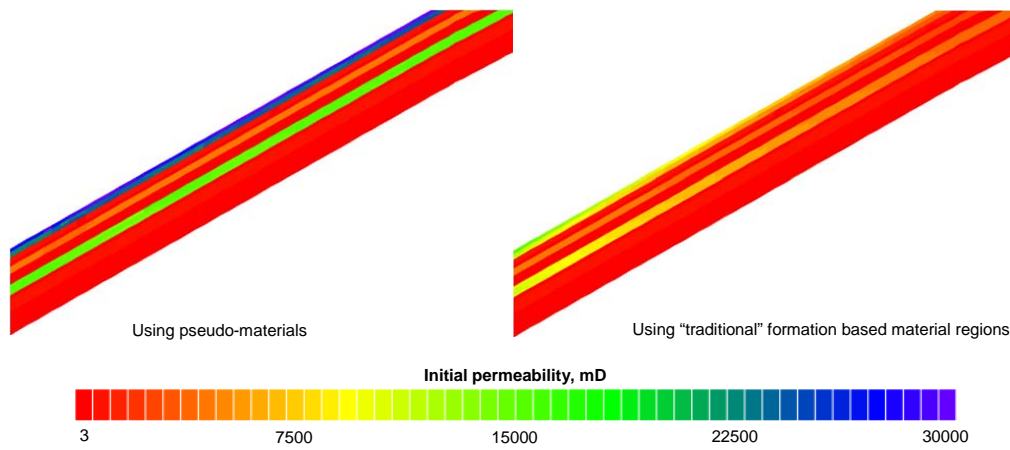 Using pseudo-materials
Using “traditional” formation based material regions
Initial permeability, mD
3 7500 15000 22500 30000